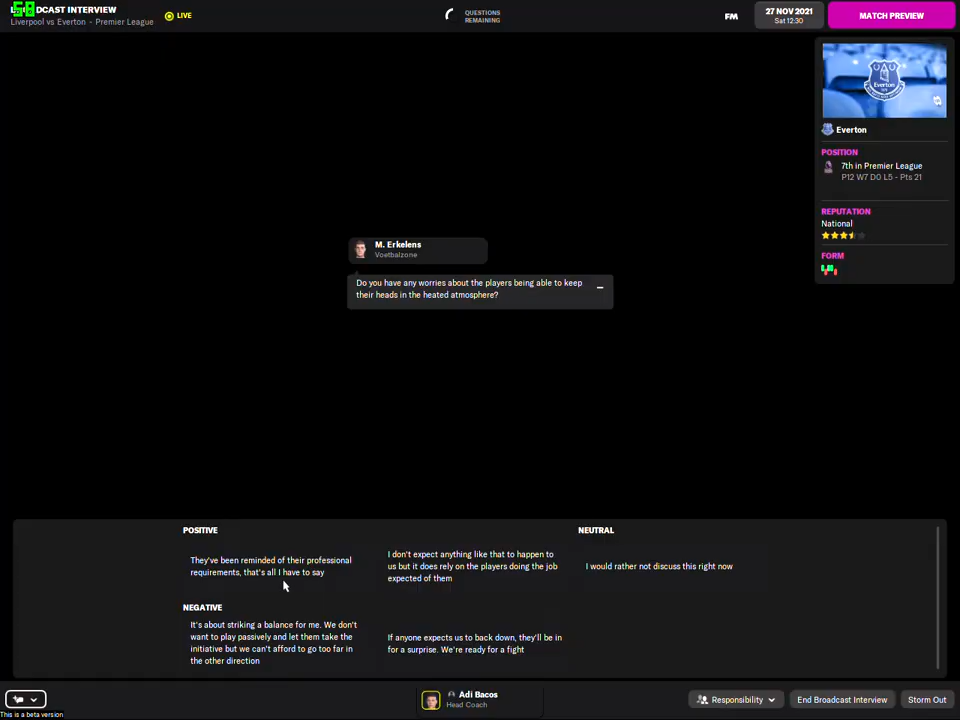 DCAST INTERVIEW
Liverpool vs Everton - Premier League
58
LIVE
QUESTIONS
REMAINING
FM
27 NOV 2021
Sat 12:30
MATCH PREVIEW
Everton
Everton
POSITION
7th in Premier League
P12 W7 D0 L5 - Pts 21
REPUTATION
National
FORM
M. Erkelens
Voetbalzone
Do you have any worries about the players being able to keep
their heads in the heated atmosphere?
POSITIVE
They've been reminded of their professional
requirements, that's all I have to say
I don't expect anything like that to happen to
us but it does rely on the players doing the job
expected of them
NEUTRAL
I would rather not discuss this right now
NEGATIVE
It's about striking a balance for me. We don't
want to play passively and let them take the
initiative but we can't afford to go too far in
the other direction
If anyone expects us to back down, they'll be in
for a surprise. We're ready for a fight
This is a beta version
Adi Bacos
Head Coach
Responsibility
End Broadcast Interview
Storm Out